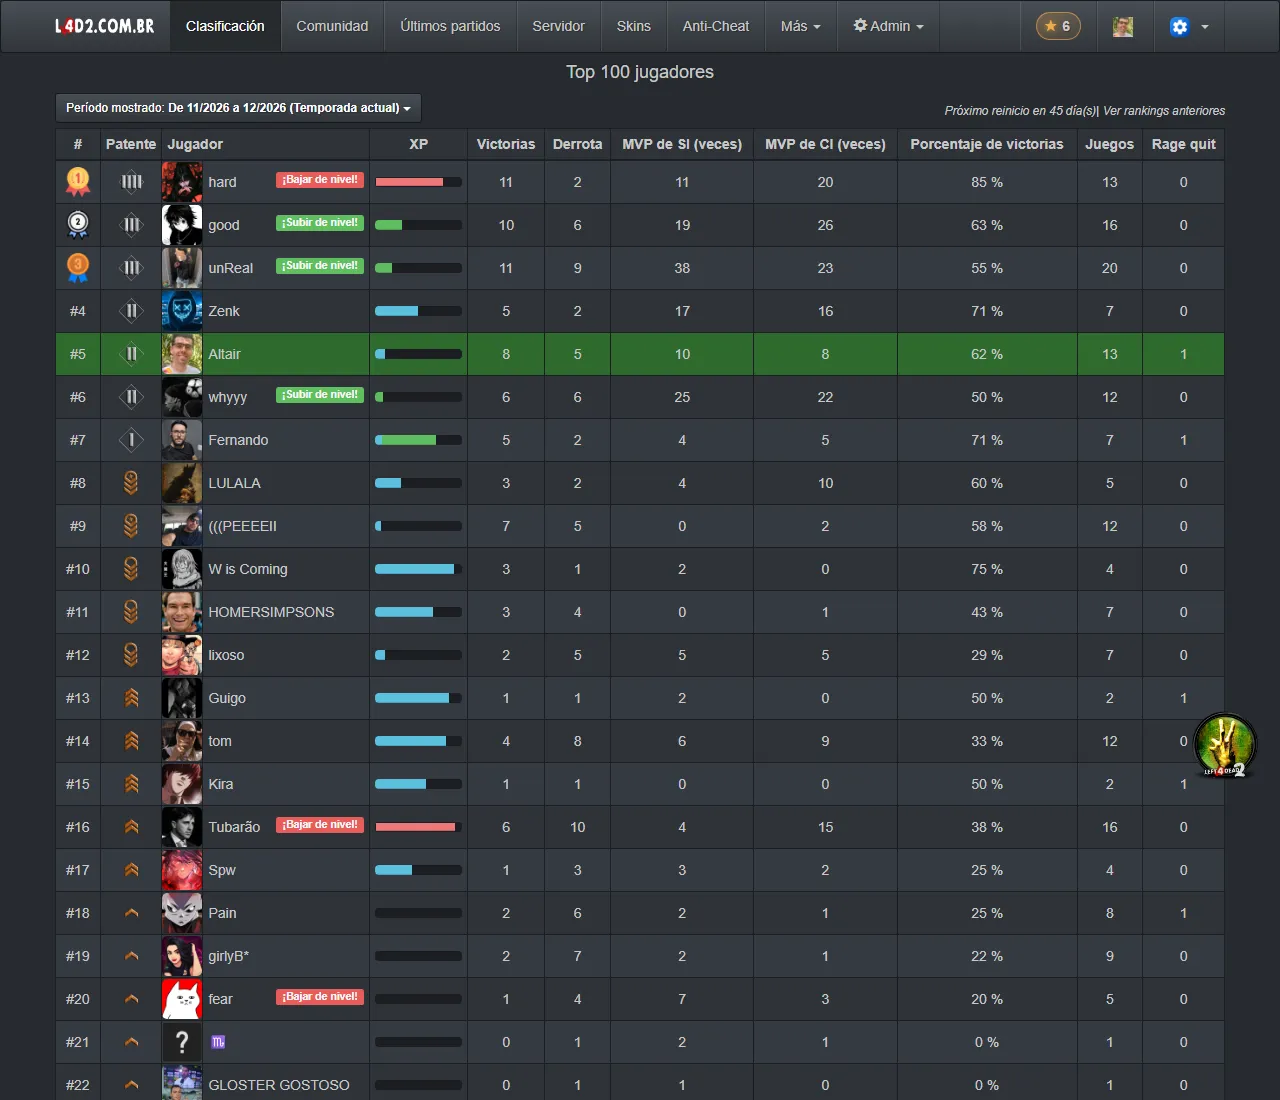 L4D2.COM.BR Clasificación Comunidad Últimos partidos Servidor Skins Anti-Cheat Más Admin 6
Top 100 jugadores
Período mostrado: De 11/2026 a 12/2026 (Temporada actual)
Próximo reinicio en 45 día(s)| Ver rankings anteriores
# Patente Jugador XP Victorias Derrota MVP de SI (veces) MVP de CI (veces) Porcentaje de victorias Juegos Rage quit
1 hard ¡Bajar de nivel! 11 2 11 20 85 % 13 0
2 good ¡Subir de nivel! 10 6 19 26 63 % 16 0
3 unReal ¡Subir de nivel! 11 9 38 23 55 % 20 0
#4 Zenk 5 2 17 16 71 % 7 0
#5 Altair 8 5 10 8 62 % 13 1
#6 whyyy ¡Subir de nivel! 6 6 25 22 50 % 12 0
#7 Fernando 5 2 4 5 71 % 7 1
#8 LULALA 3 2 4 10 60 % 5 0
#9 (((PEEEEII 7 5 0 2 58 % 12 0
#10 W is Coming 3 1 2 0 75 % 4 0
#11 HOMERSIMPSONS 3 4 0 1 43 % 7 0
#12 lixoso 2 5 5 5 29 % 7 0
#13 Guigo 1 1 2 0 50 % 2 1
#14 tom 4 8 6 9 33 % 12 0
LEFT 4 DEAD 2
#15 Kira 1 1 0 0 50 % 2 1
#16 Tubarão ¡Bajar de nivel! 6 10 4 15 38 % 16 0
#17 Spw 1 3 3 2 25 % 4 0
#18 Pain 2 6 2 1 25 % 8 1
#19 girlyB* 2 7 2 1 22 % 9 0
#20 fear ¡Bajar de nivel! 1 4 7 3 20 % 5 0
#21 ? ♏ 0 1 2 1 0 % 1 0
#22 GLOSTER GOSTOSO 0 1 1 0 0 % 1 0